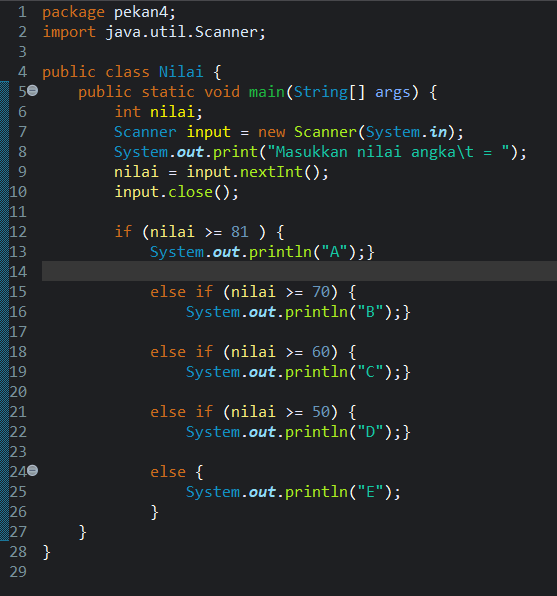 1 package pekan4;
2 import java.util.Scanner;
3
4 public class Nilai {
5     public static void main(String[] args) {
6         int nilai;
7         Scanner input = new Scanner(System.in);
8         System.out.print("Masukkan nilai angka\t = ");
9         nilai = input.nextInt();
10         input.close();
11
12         if (nilai >= 81 ) {
13             System.out.println("A");}
14
15             else if (nilai >= 70) {
16                 System.out.println("B");}
17
18             else if (nilai >= 60) {
19                 System.out.println("C");}
20
21             else if (nilai >= 50) {
22                 System.out.println("D");}
23
24             else {
25                 System.out.println("E");
26             }
27     }
28 }
29